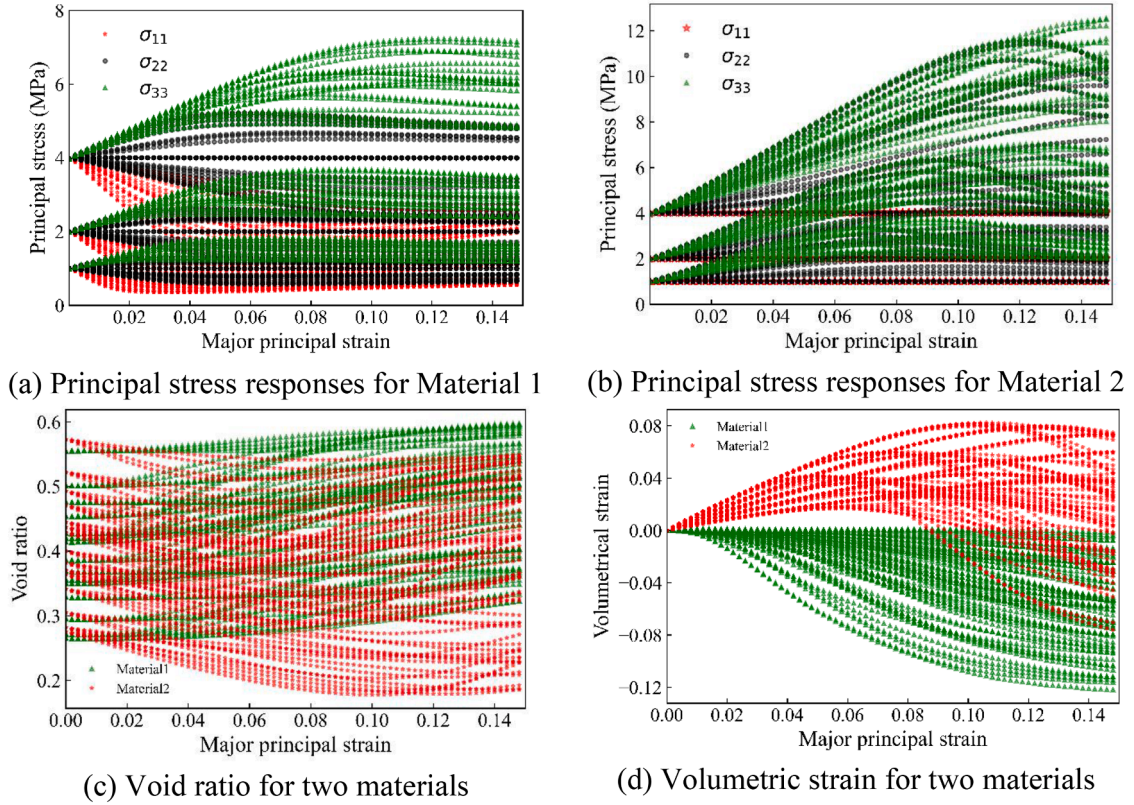 8
6
4
2
0
Principal stress (MPa)
σ11
σ22
σ33
0.02 0.04 0.06 0.08 0.10 0.12 0.14
Major principal strain
(a) Principal stress responses for Material 1
12
10
8
6
4
2
0
Principal stress (MPa)
σ11
σ22
σ33
0.02 0.04 0.06 0.08 0.10 0.12 0.14
Major principal strain
(b) Principal stress responses for Material 2
0.6
0.5
0.4
0.3
0.2
Void ratio
Material1
Material2
0.00 0.02 0.04 0.06 0.08 0.10 0.12 0.14
Major principal strain
(c) Void ratio for two materials
0.08
0.04
0.00
−0.04
−0.08
−0.12
Volumetrical strain
Material1
Material2
0.00 0.02 0.04 0.06 0.08 0.10 0.12 0.14
Major principal strain
(d) Volumetric strain for two materials